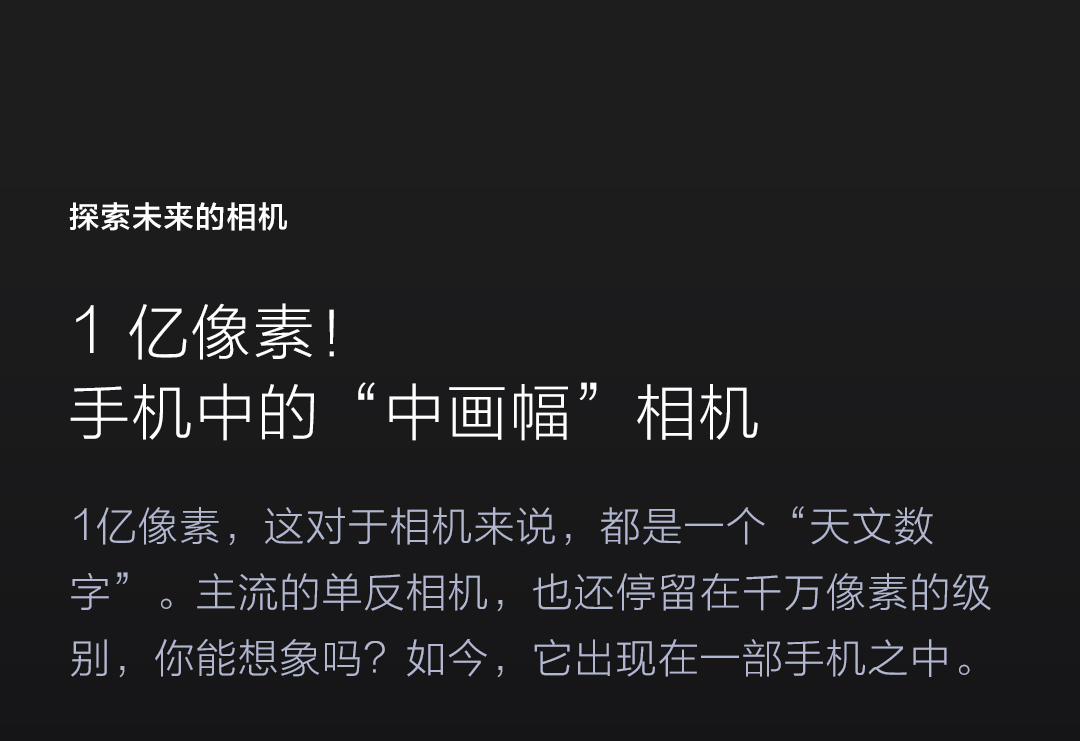 探索未来的相机
1 亿像素！
手机中的“中画幅”相机
1亿像素，这对于相机来说，都是一个“天文数
字”。主流的单反相机，也还停留在千万像素的级
别，你能想象吗？如今，它出现在一部手机之中。